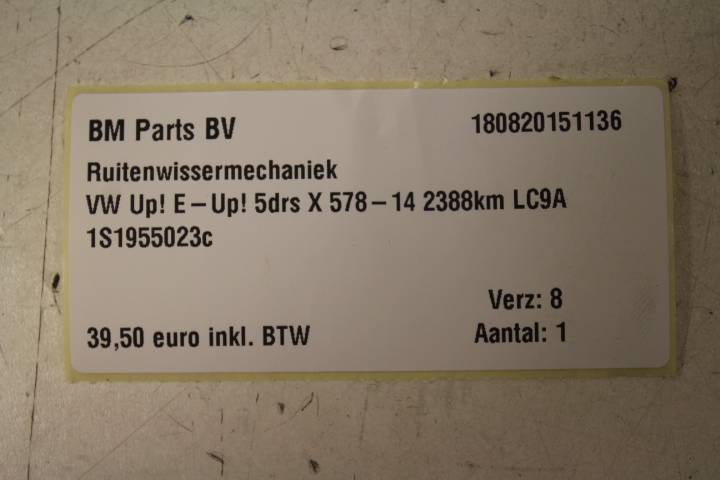 BM Parts BV 180820151136
Ruitenwissermechaniek
VW Up! E-Up! 5drs X 578-14 2388km LC9A
1S1955023c
Verz: 8
39,50 euro inkl. BTW Aantal: 1